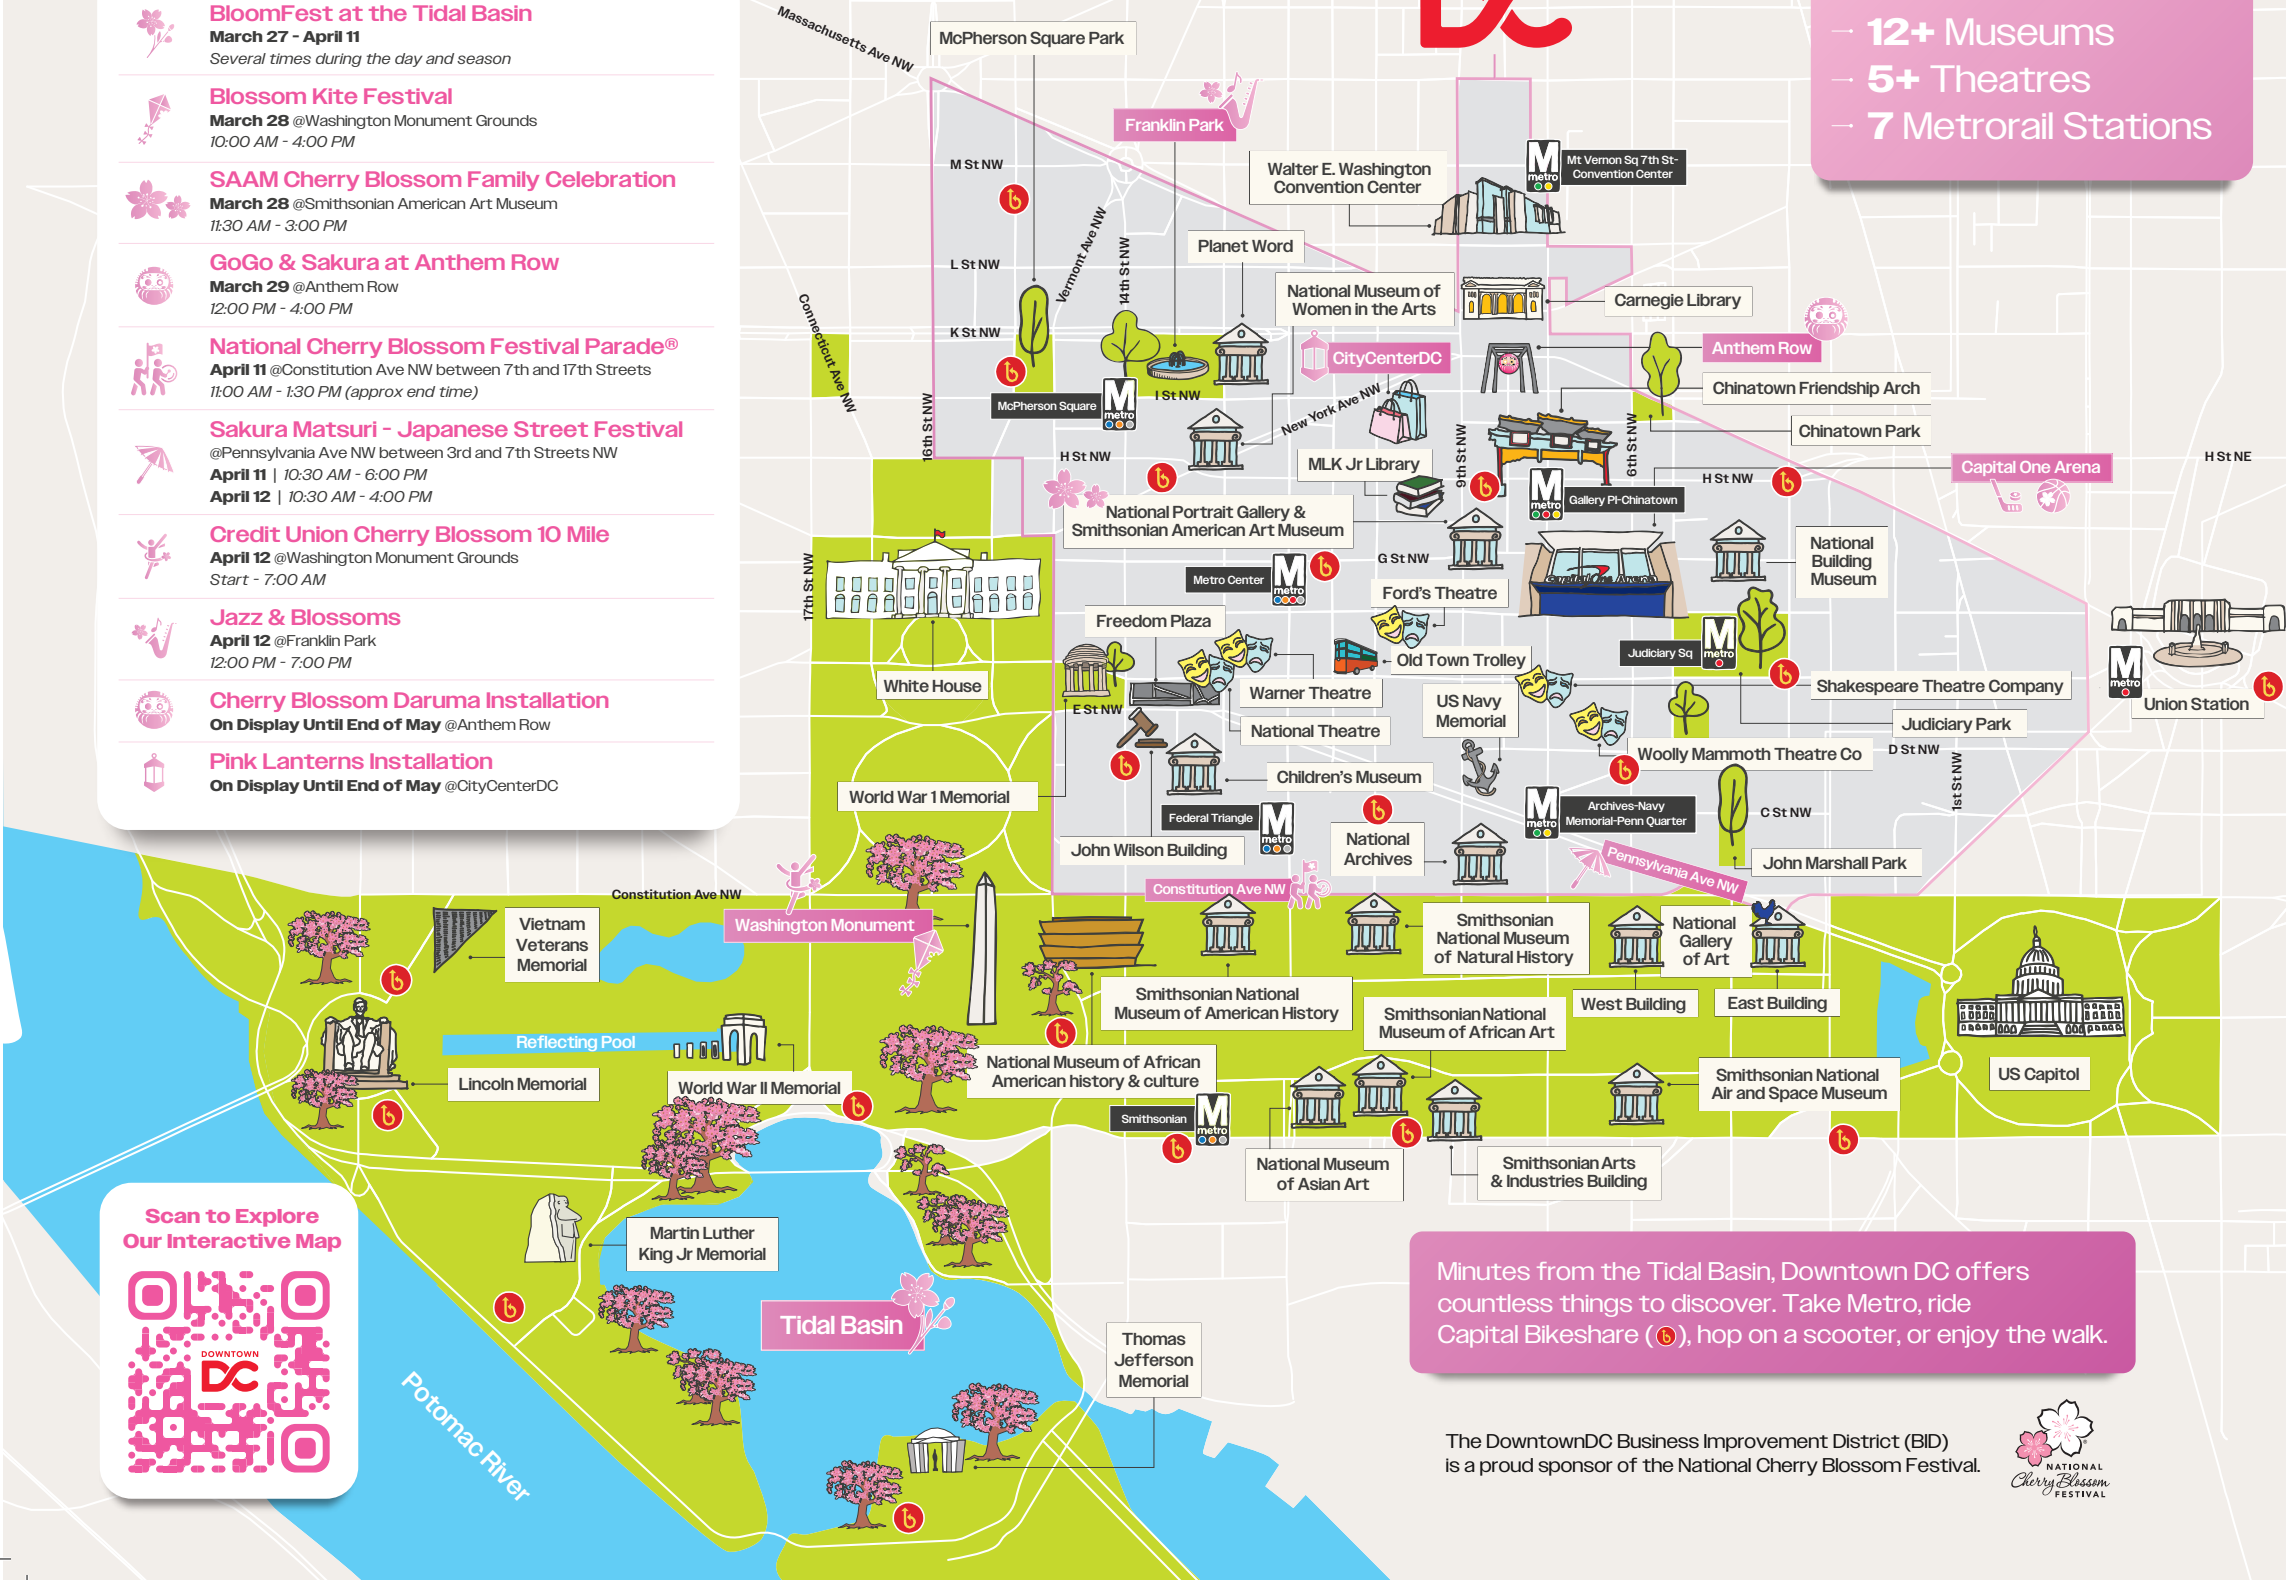 BloomFest at the Tidal Basin
March 27 - April 11
Several times during the day and season
Blossom Kite Festival
March 28 @Washington Monument Grounds
10:00 AM - 4:00 PM
SAAM Cherry Blossom Family Celebration
March 28 @Smithsonian American Art Museum
11:30 AM - 3:00 PM
GoGo & Sakura at Anthem Row
March 29 @Anthem Row
12:00 PM - 4:00 PM
National Cherry Blossom Festival Parade®
April 11 @Constitution Ave NW between 7th and 17th Streets
11:00 AM - 1:30 PM (approx end time)
Sakura Matsuri - Japanese Street Festival
@Pennsylvania Ave NW between 3rd and 7th Streets NW
April 11 | 10:30 AM - 6:00 PM
April 12 | 10:30 AM - 4:00 PM
Credit Union Cherry Blossom 10 Mile
April 12 @Washington Monument Grounds
Start - 7:00 AM
Jazz & Blossoms
April 12 @Franklin Park
12:00 PM - 7:00 PM
Cherry Blossom Daruma Installation
On Display Until End of May @Anthem Row
Pink Lanterns Installation
On Display Until End of May @CityCenterDC
DC
12+ Museums
5+ Theatres
7 Metrorail Stations
Massachusetts Ave NW
McPherson Square Park
Franklin Park
M St NW
Walter E. Washington
Convention Center
M
metro
Mt Vernon Sq 7th St-
Convention Center
Vermont Ave NW
14th St NW
Planet Word
L St NW
National Museum of
Women in the Arts
Carnegie Library
Connecticut Ave NW
K St NW
CityCenterDC
Anthem Row
Chinatown Friendship Arch
McPherson Square
M
metro
I St NW
New York Ave NW
Chinatown Park
16th St NW
9th St NW
6th St NW
H St NW
MLK Jr Library
Capital One Arena
H St NE
H St NW
M
metro
Gallery Pl-Chinatown
National Portrait Gallery &
Smithsonian American Art Museum
G St NW
National
Building
Museum
Capital One Arena
17th St NW
Metro Center
M
metro
Ford's Theatre
Freedom Plaza
Old Town Trolley
Judiciary Sq
M
metro
White House
Warner Theatre
US Navy
Memorial
Shakespeare Theatre Company
M
metro
Union Station
E St NW
National Theatre
Judiciary Park
Woolly Mammoth Theatre Co
D St NW
Children's Museum
1st St NW
World War 1 Memorial
Federal Triangle
M
metro
M
metro
Archives-Navy
Memorial-Penn Quarter
C St NW
John Wilson Building
National
Archives
Pennsylvania Ave NW
John Marshall Park
Constitution Ave NW
Constitution Ave NW
Washington Monument
Vietnam
Veterans
Memorial
Smithsonian
National Museum
of Natural History
National
Gallery
of Art
Smithsonian National
Museum of American History
West Building
East Building
Smithsonian National
Museum of African Art
Reflecting Pool
Lincoln Memorial
World War II Memorial
National Museum of African
American history & culture
Smithsonian National
Air and Space Museum
US Capitol
Smithsonian
M
metro
National Museum
of Asian Art
Smithsonian Arts
& Industries Building
Scan to Explore
Our Interactive Map
DOWNTOWN
DC
Martin Luther
King Jr Memorial
Tidal Basin
Thomas
Jefferson
Memorial
Potomac River
Minutes from the Tidal Basin, Downtown DC offers
countless things to discover. Take Metro, ride
Capital Bikeshare ( ), hop on a scooter, or enjoy the walk.
The DowntownDC Business Improvement District (BID)
is a proud sponsor of the National Cherry Blossom Festival.
NATIONAL
Cherry Blossom
FESTIVAL